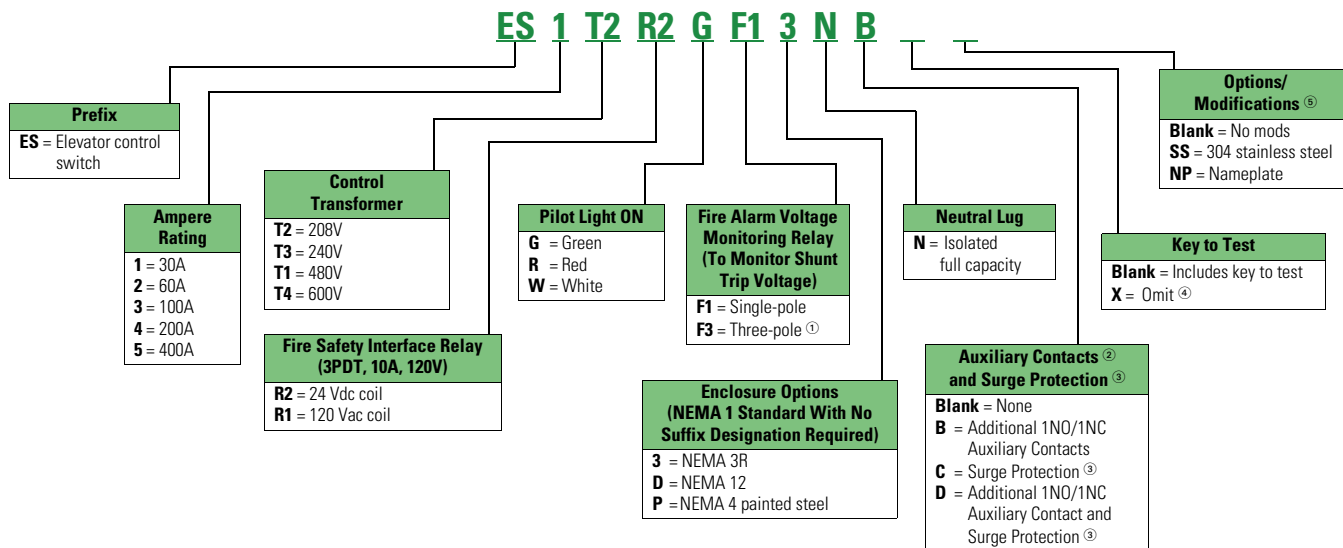 ES 1 T2 R2 G F1 3 N B _ _
Prefix
ES = Elevator control
switch
Ampere
Rating
1 = 30A
2 = 60A
3 = 100A
4 = 200A
5 = 400A
Control
Transformer
T2 = 208V
T3 = 240V
T1 = 480V
T4 = 600V
Fire Safety Interface Relay
(3PDT, 10A, 120V)
R2 = 24 Vdc coil
R1 = 120 Vac coil
Pilot Light ON
G = Green
R = Red
W = White
Fire Alarm Voltage
Monitoring Relay
(To Monitor Shunt
Trip Voltage)
F1 = Single-pole
F3 = Three-pole ①
Enclosure Options
(NEMA 1 Standard With No
Suffix Designation Required)
3 = NEMA 3R
D = NEMA 12
P = NEMA 4 painted steel
Neutral Lug
N = Isolated
full capacity
Auxiliary Contacts ②
and Surge Protection ③
Blank = None
B = Additional 1NO/1NC
Auxiliary Contacts
C = Surge Protection ③
D = Additional 1NO/1NC
Auxiliary Contact and
Surge Protection ③
Key to Test
Blank = Includes key to test
X = Omit ④
Options/
Modifications ⑤
Blank = No mods
SS = 304 stainless steel
NP = Nameplate